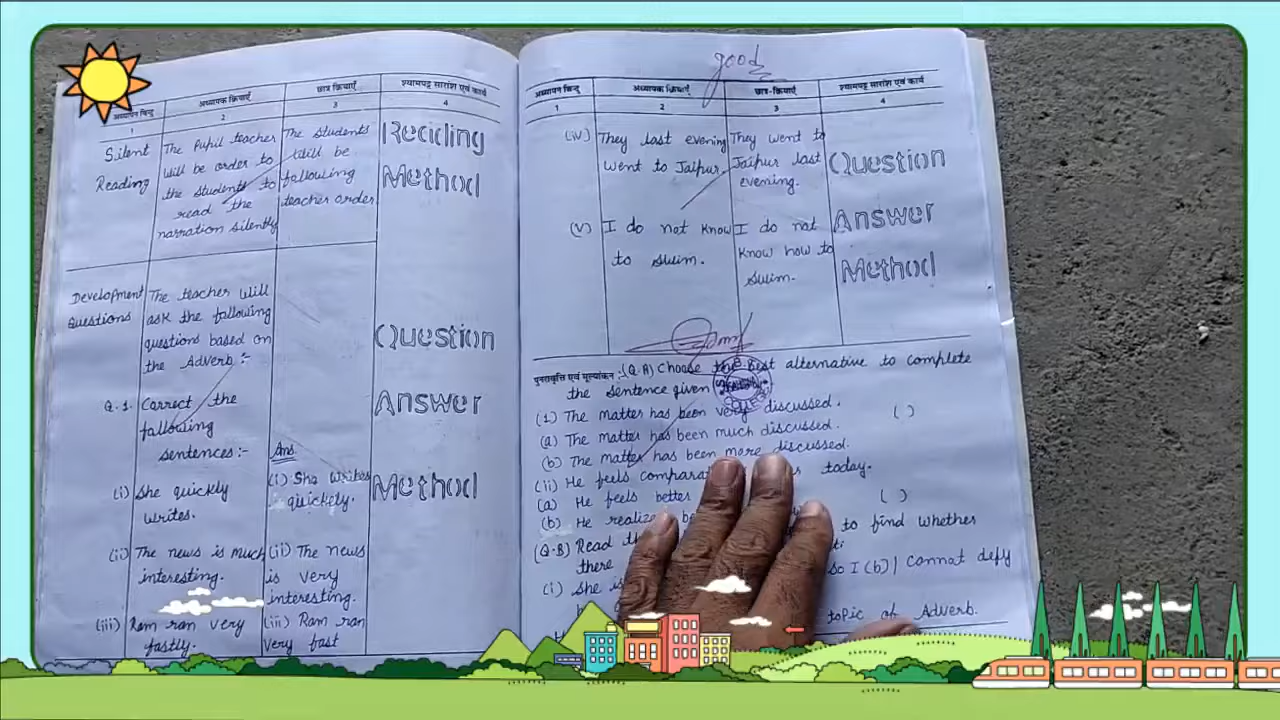 अध्यापन बिन्दु
अध्यापक क्रियाएँ
छात्र क्रियाएँ
श्यामपट्ट सारांश एवं कार्य
1
2
3
4
Silent
Reading
The Pupil teacher
will be order to
the students to
read the
narration silently
The students
will be
following
teacher order
Reciding
Method
Development
Questions
The teacher will
ask the following
questions based on
the Adverb :-
Question
Answer
Method
Q.1. Correct the
following
sentences:-
Ans.
(i) She quickly
writes.
(i) She writes
quickely.
(ii) The news is much
interesting.
(ii) The news
is very
interesting.
(iii) Ram ran very
fastly.
(iii) Ram ran
very fast
good
अध्यापन बिन्दु
अध्यापक क्रियाएँ
छात्र-क्रियाएँ
श्यामपट्ट सारांश एवं कार्य
1
2
3
4
(iv) They last evening
went to Jaipur.
They went to
Jaipur last
evening.
Question
Answer
Method
(v) I do not know
to swim.
I do not
know how to
swim.
पुनरावृत्ति एवं मूल्यांकन :- (Q.A) Choose the best alternative to complete
the sentence given
(1) The matter has been very discussed. ( )
(a) The matter has been much discussed.
(b) The matter has been more discussed.
(ii) He feels today.
(a) He feels better ( )
(b) He
(Q.B) Read to find whether
there
(i) She is so I (b) I cannot defy
topic of Adverb.